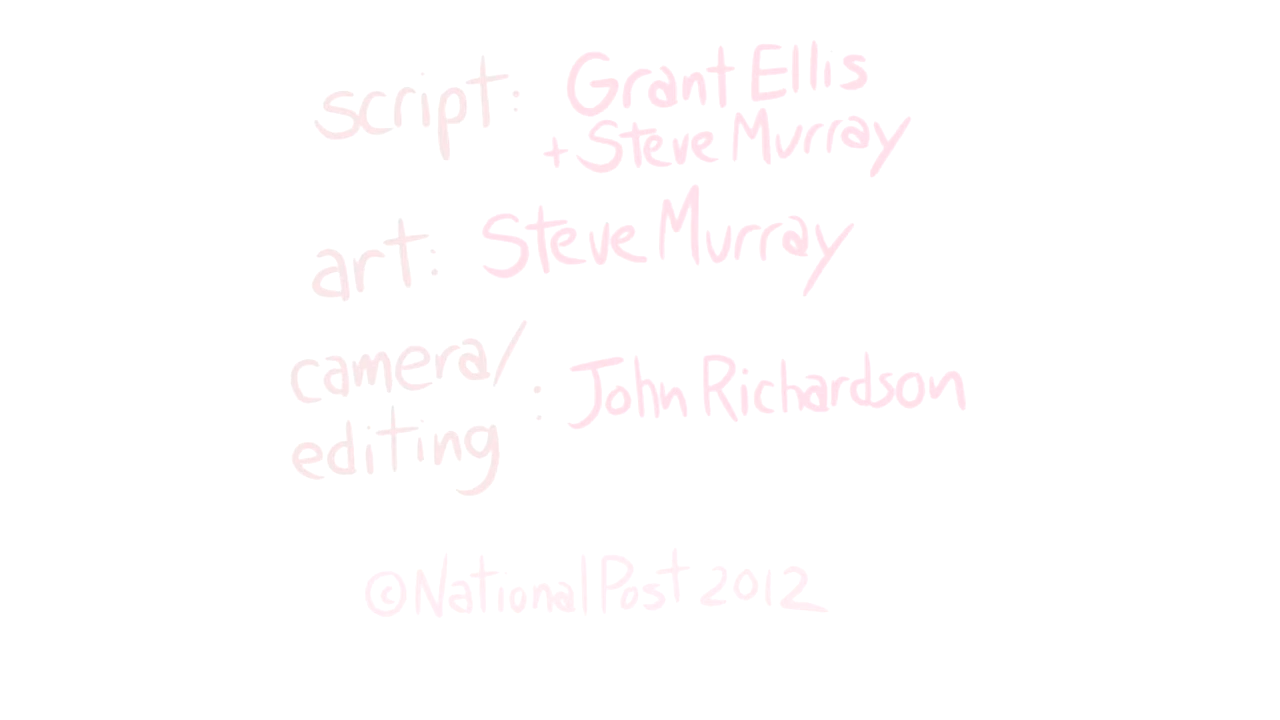 script: Grant Ellis
+ Steve Murray
art: Steve Murray
camera/
editing : John Richardson
©National Post 2012